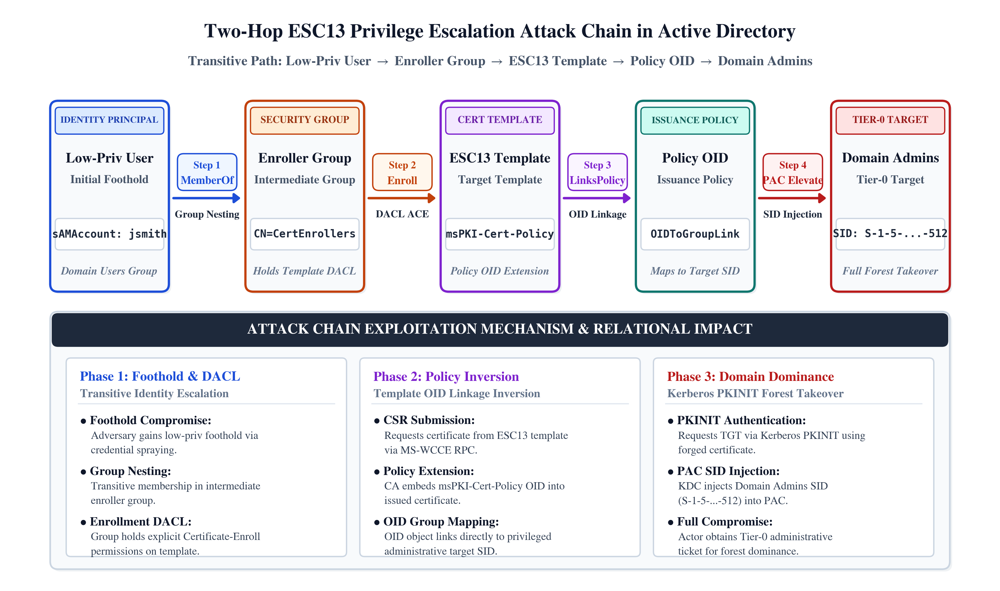 Two-Hop ESC13 Privilege Escalation Attack Chain in Active Directory
Transitive Path: Low-Priv User → Enroller Group → ESC13 Template → Policy OID → Domain Admins
IDENTITY PRINCIPAL
Low-Priv User
Initial Foothold
sAMAccount: jsmith
Domain Users Group
Step 1
MemberOf
Group Nesting
SECURITY GROUP
Enroller Group
Intermediate Group
CN=CertEnrollers
Holds Template DACL
Step 2
Enroll
DACL ACE
CERT TEMPLATE
ESC13 Template
Target Template
msPKI-Cert-Policy
Policy OID Extension
Step 3
LinksPolicy
OID Linkage
ISSUANCE POLICY
Policy OID
Issuance Policy
OIDToGroupLink
Maps to Target SID
Step 4
PAC Elevate
SID Injection
TIER-0 TARGET
Domain Admins
Tier-0 Target
SID: S-1-5-...-512
Full Forest Takeover
ATTACK CHAIN EXPLOITATION MECHANISM & RELATIONAL IMPACT
Phase 1: Foothold & DACL
Transitive Identity Escalation
● Foothold Compromise:
Adversary gains low-priv foothold via
credential spraying.
● Group Nesting:
Transitive membership in intermediate
enroller group.
● Enrollment DACL:
Group holds explicit Certificate-Enroll
permissions on template.
Phase 2: Policy Inversion
Template OID Linkage Inversion
● CSR Submission:
Requests certificate from ESC13 template
via MS-WCCE RPC.
● Policy Extension:
CA embeds msPKI-Cert-Policy OID into
issued certificate.
● OID Group Mapping:
OID object links directly to privileged
administrative target SID.
Phase 3: Domain Dominance
Kerberos PKINIT Forest Takeover
● PKINIT Authentication:
Requests TGT via Kerberos PKINIT using
forged certificate.
● PAC SID Injection:
KDC injects Domain Admins SID
(S-1-5-...-512) into PAC.
● Full Compromise:
Actor obtains Tier-0 administrative
ticket for forest dominance.